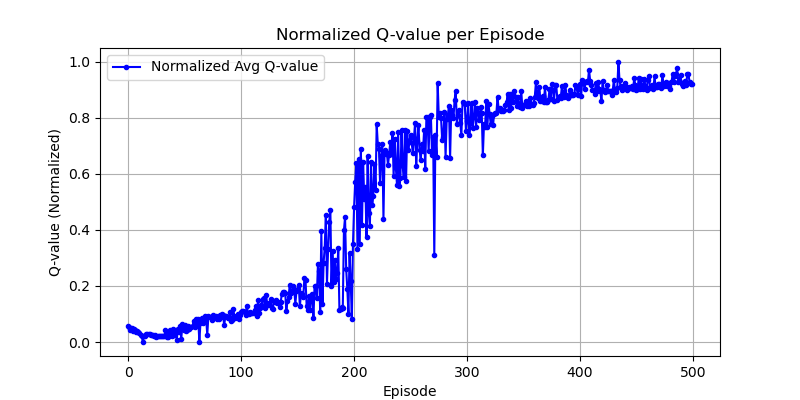 Normalized Q-value per Episode
Normalized Avg Q-value
Q-value (Normalized)
1.0
0.8
0.6
0.4
0.2
0.0
0 100 200 300 400 500
Episode